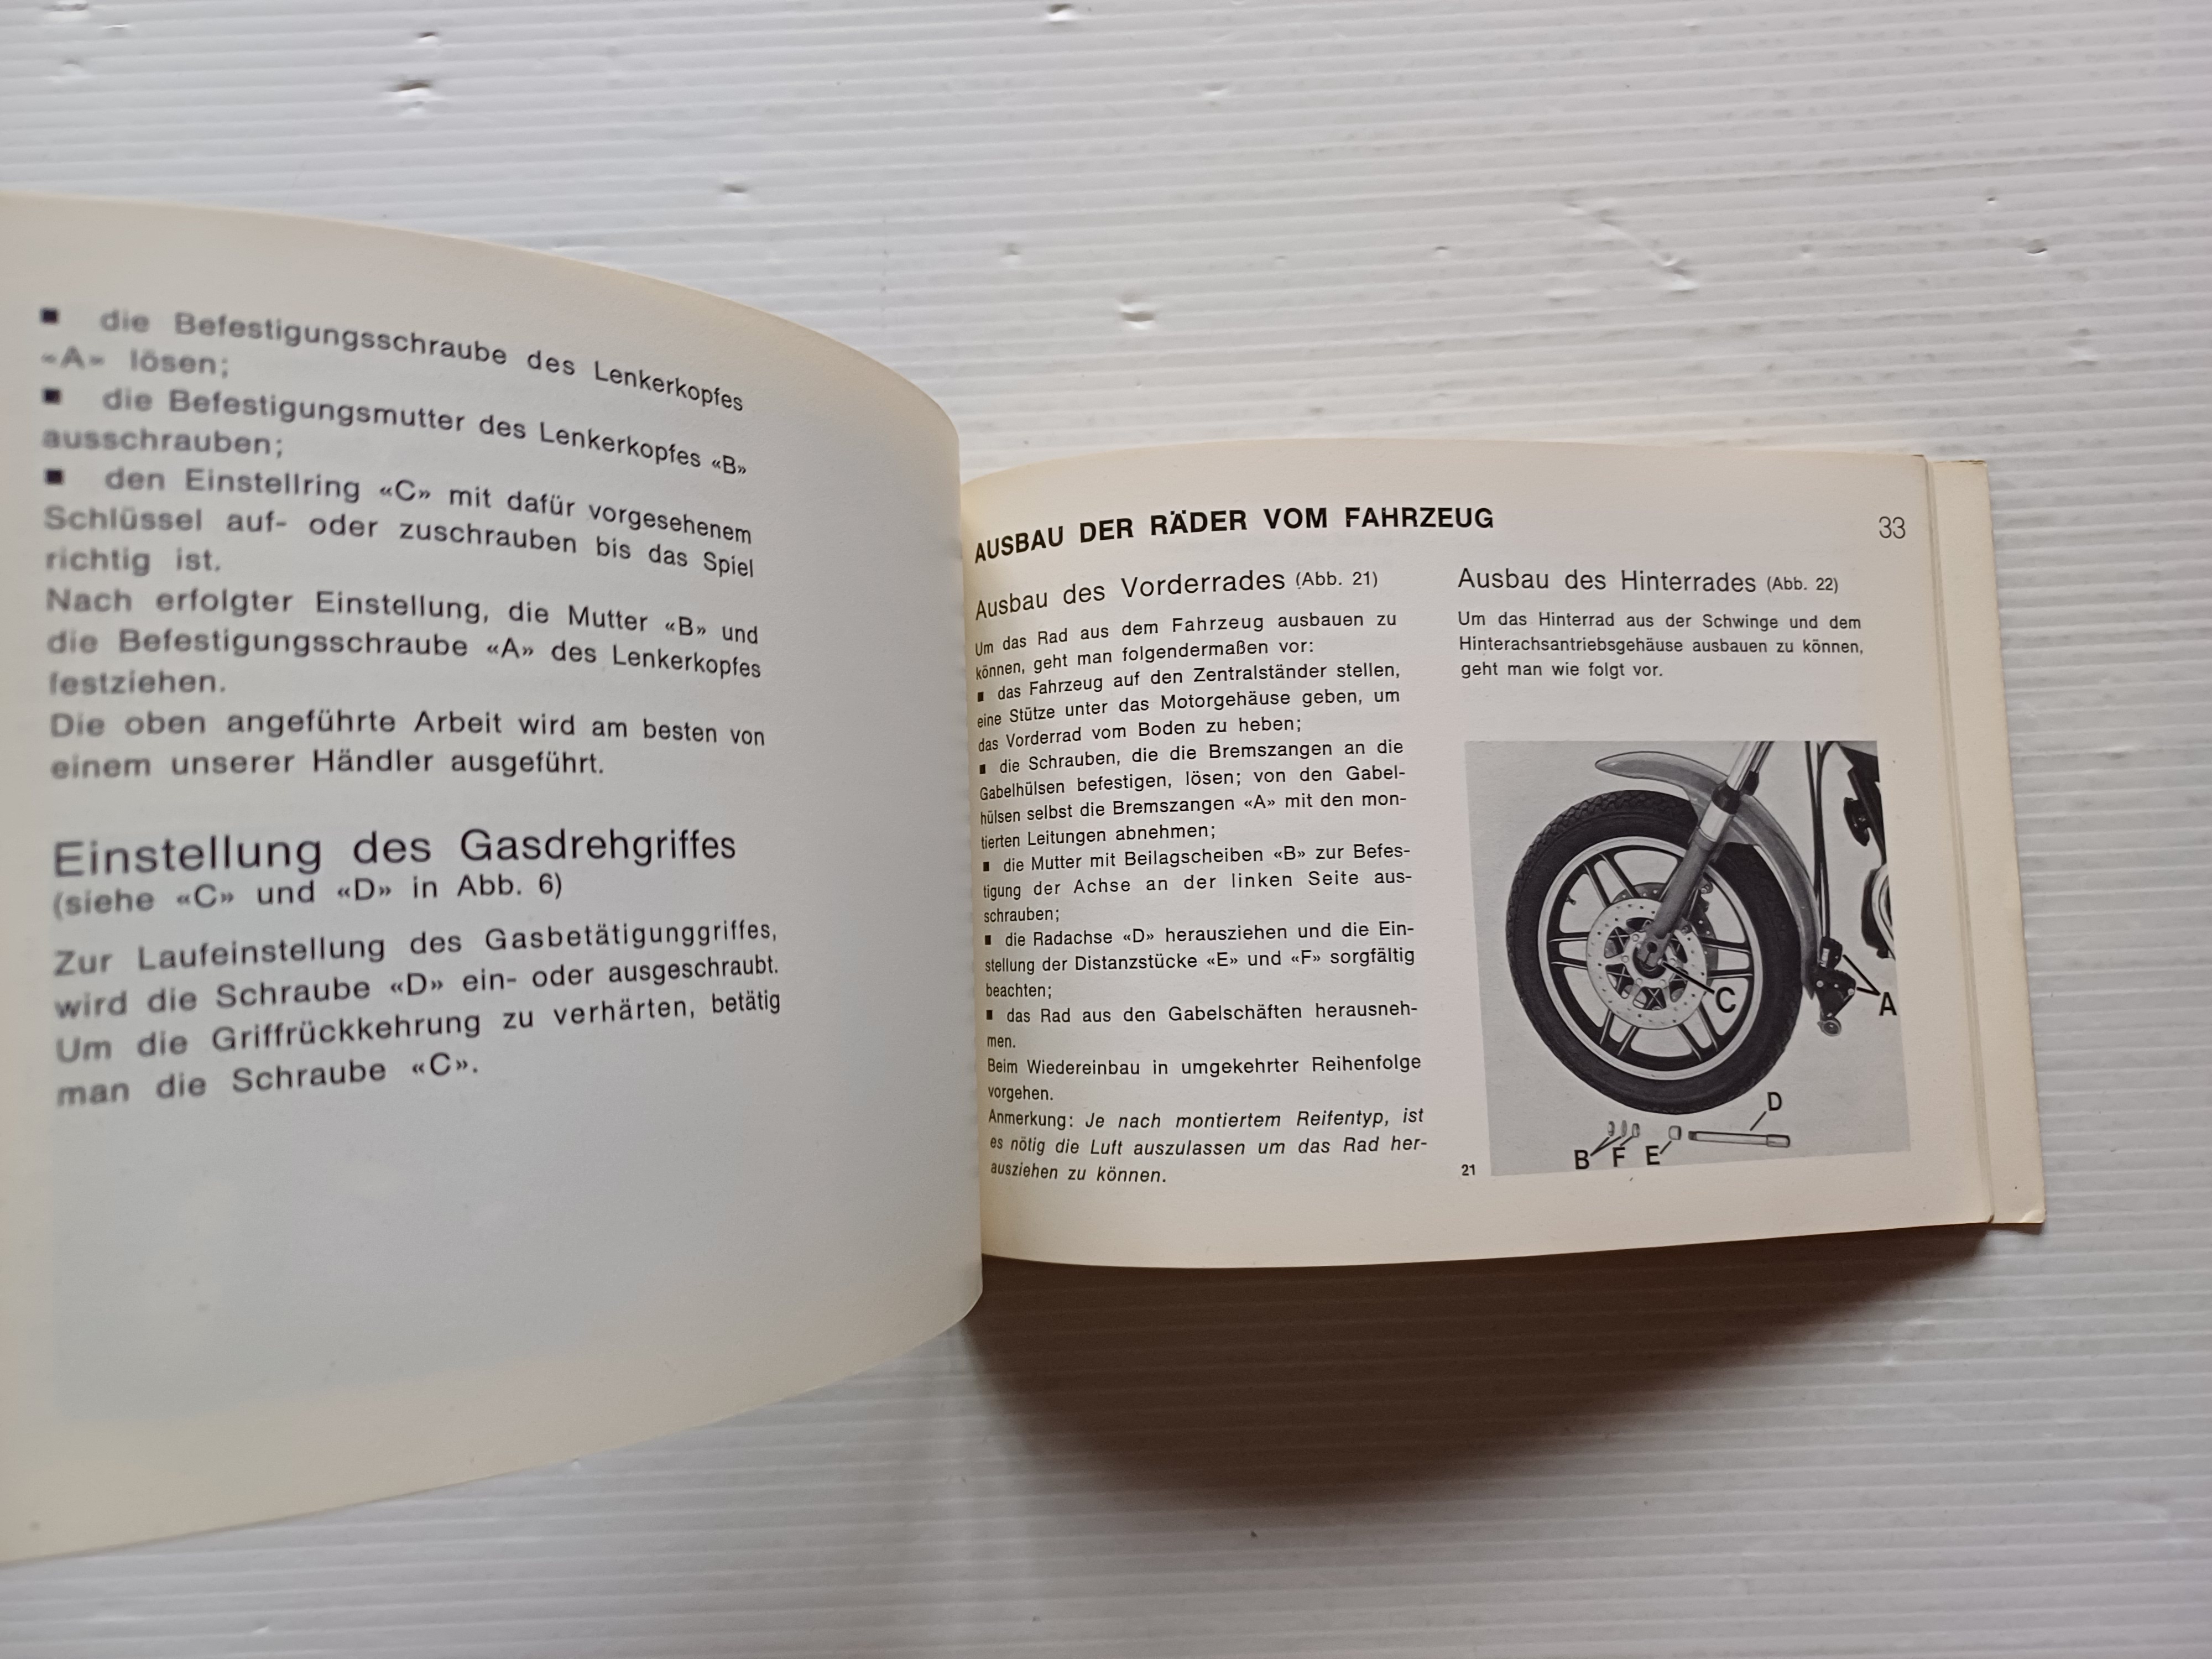 ■ die Befestigungsschraube des Lenkerkopfes
«A» lösen;
■ die Befestigungsmutter des Lenkerkopfes «B»
ausschrauben;
■ den Einstellring «C» mit dafür vorgesehenem
Schlüssel auf- oder zuschrauben bis das Spiel
richtig ist.
Nach erfolgter Einstellung, die Mutter «B» und
die Befestigungsschraube «A» des Lenkerkopfes
festziehen.
Die oben angeführte Arbeit wird am besten von
einem unserer Händler ausgeführt.
Einstellung des Gasdrehgriffes
(siehe «C» und «D» in Abb. 6)
Zur Laufeinstellung des Gasbetätigunggriffes,
wird die Schraube «D» ein- oder ausgeschraubt.
Um die Griffrückkehrung zu verhärten, betätig
man die Schraube «C».
AUSBAU DER RÄDER VOM FAHRZEUG
33
Ausbau des Vorderrades (Abb. 21)
Um das Rad aus dem Fahrzeug ausbauen zu
können, geht man folgendermaßen vor:
■ das Fahrzeug auf den Zentralständer stellen,
eine Stütze unter das Motorgehäuse geben, um
das Vorderrad vom Boden zu heben;
■ die Schrauben, die die Bremszangen an die
Gabelhülsen befestigen, lösen; von den Gabel-
hülsen selbst die Bremszangen «A» mit den mon-
tierten Leitungen abnehmen;
■ die Mutter mit Beilagscheiben «B» zur Befes-
tigung der Achse an der linken Seite aus-
schrauben;
■ die Radachse «D» herausziehen und die Ein-
stellung der Distanzstücke «E» und «F» sorgfältig
beachten;
■ das Rad aus den Gabelschäften herausneh-
men.
Beim Wiedereinbau in umgekehrter Reihenfolge
vorgehen.
Anmerkung: Je nach montiertem Reifentyp, ist
es nötig die Luft auszulassen um das Rad her-
ausziehen zu können.
Ausbau des Hinterrades (Abb. 22)
Um das Hinterrad aus der Schwinge und dem
Hinterachsantriebsgehäuse ausbauen zu können,
geht man wie folgt vor.
C
A
D
B F E
21